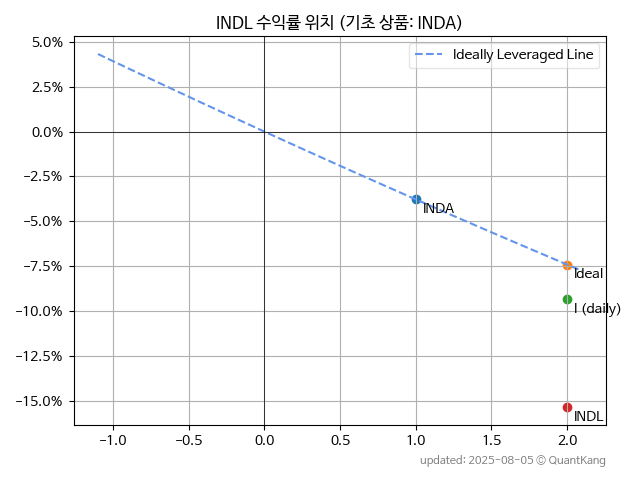 INDL 수익률 위치 (기초 상품: INDA)
Ideally Leveraged Line
5.0%
2.5%
0.0%
−2.5%
−5.0%
−7.5%
−10.0%
−12.5%
−15.0%
INDA
Ideal
I (daily)
INDL
−1.0
−0.5
0.0
0.5
1.0
1.5
2.0
updated: 2025-08-05 © QuantKang